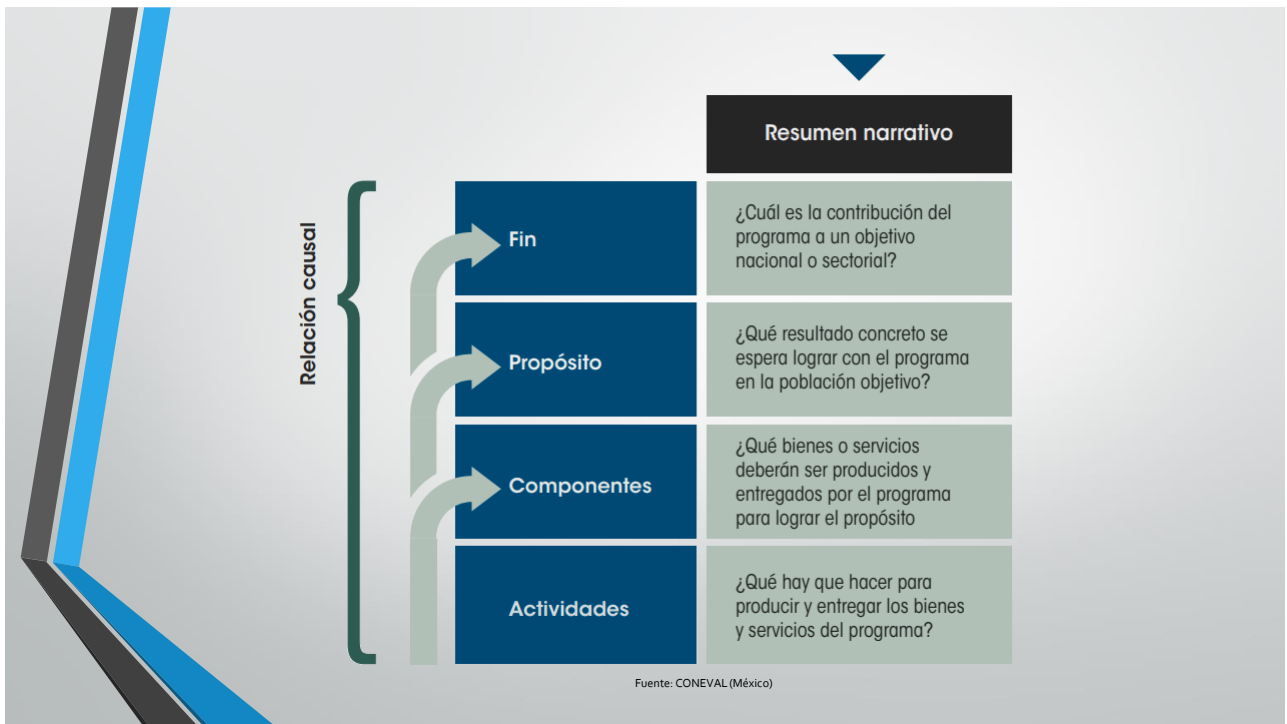 Resumen narrativo
Relación causal
Fin
¿Cuál es la contribución del
programa a un objetivo
nacional o sectorial?
Propósito
¿Qué resultado concreto se
espera lograr con el programa
en la población objetivo?
Componentes
¿Qué bienes o servicios
deberán ser producidos y
entregados por el programa
para lograr el propósito
Actividades
¿Qué hay que hacer para
producir y entregar los bienes
y servicios del programa?
Fuente: CONEVAL (México)